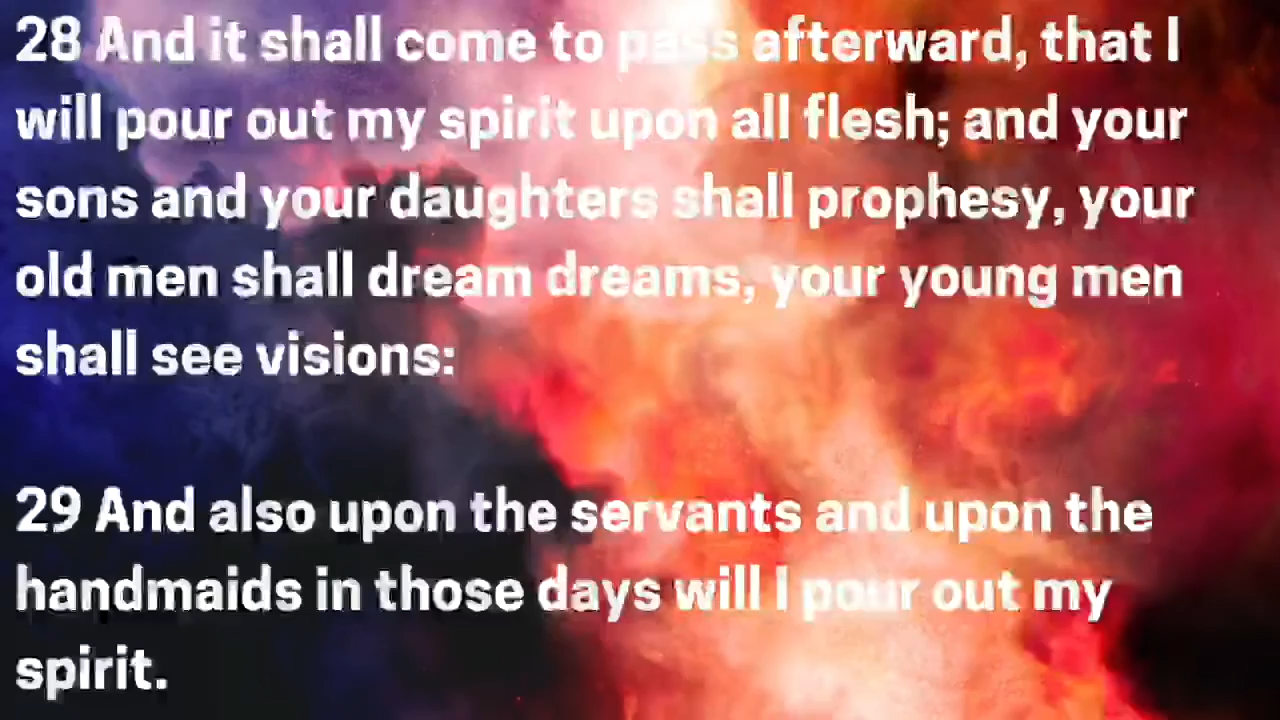 28 And it shall come to pass afterward, that I
will pour out my spirit upon all flesh; and your
sons and your daughters shall prophesy, your
old men shall dream dreams, your young men
shall see visions:
29 And also upon the servants and upon the
handmaids in those days will I pour out my
spirit.